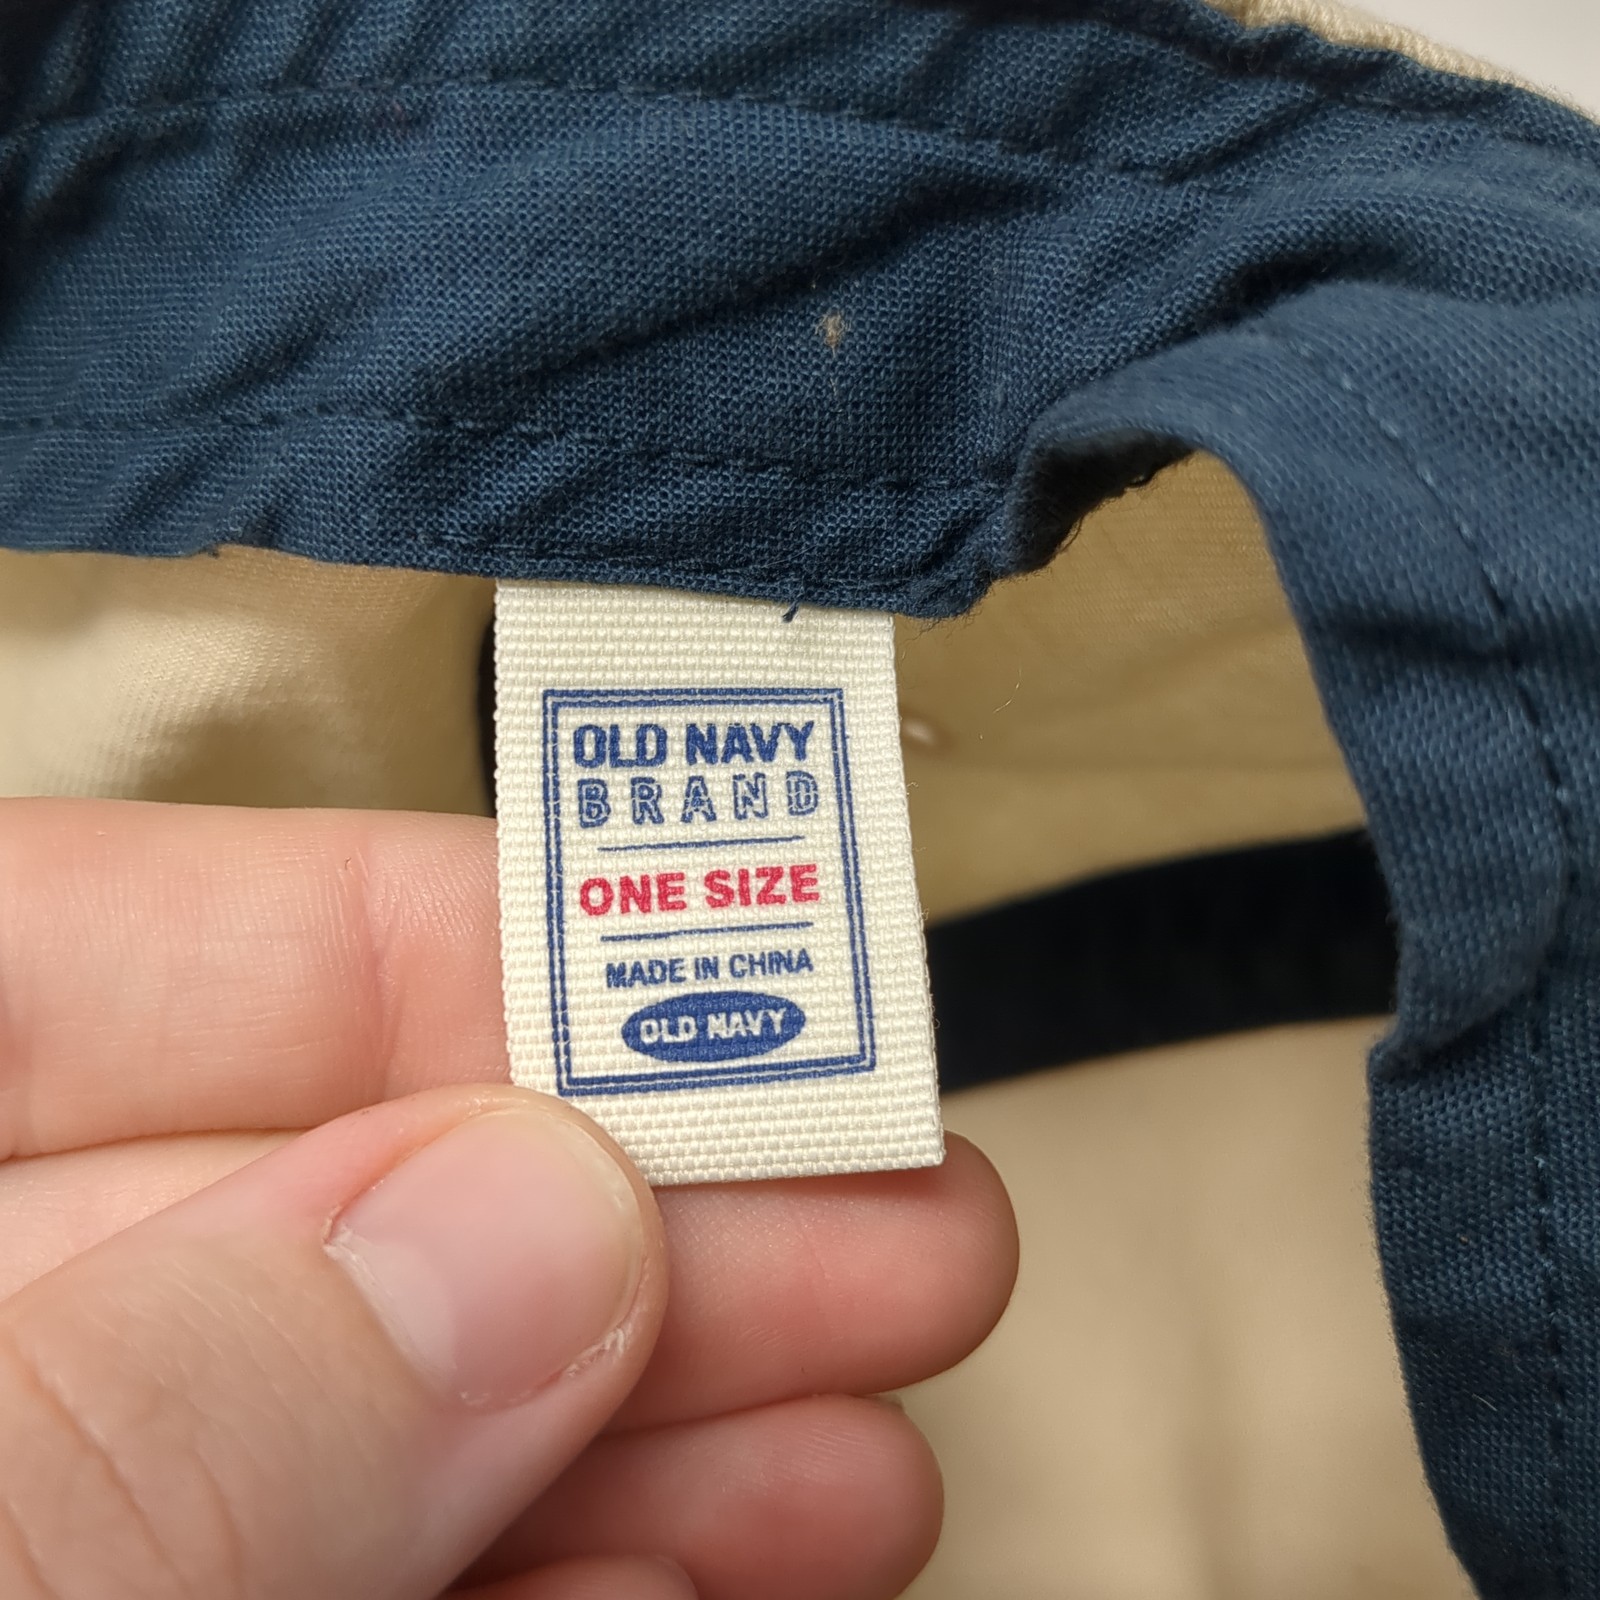 OLD NAVY
BRAND
ONE SIZE
MADE IN CHINA
OLD NAVY